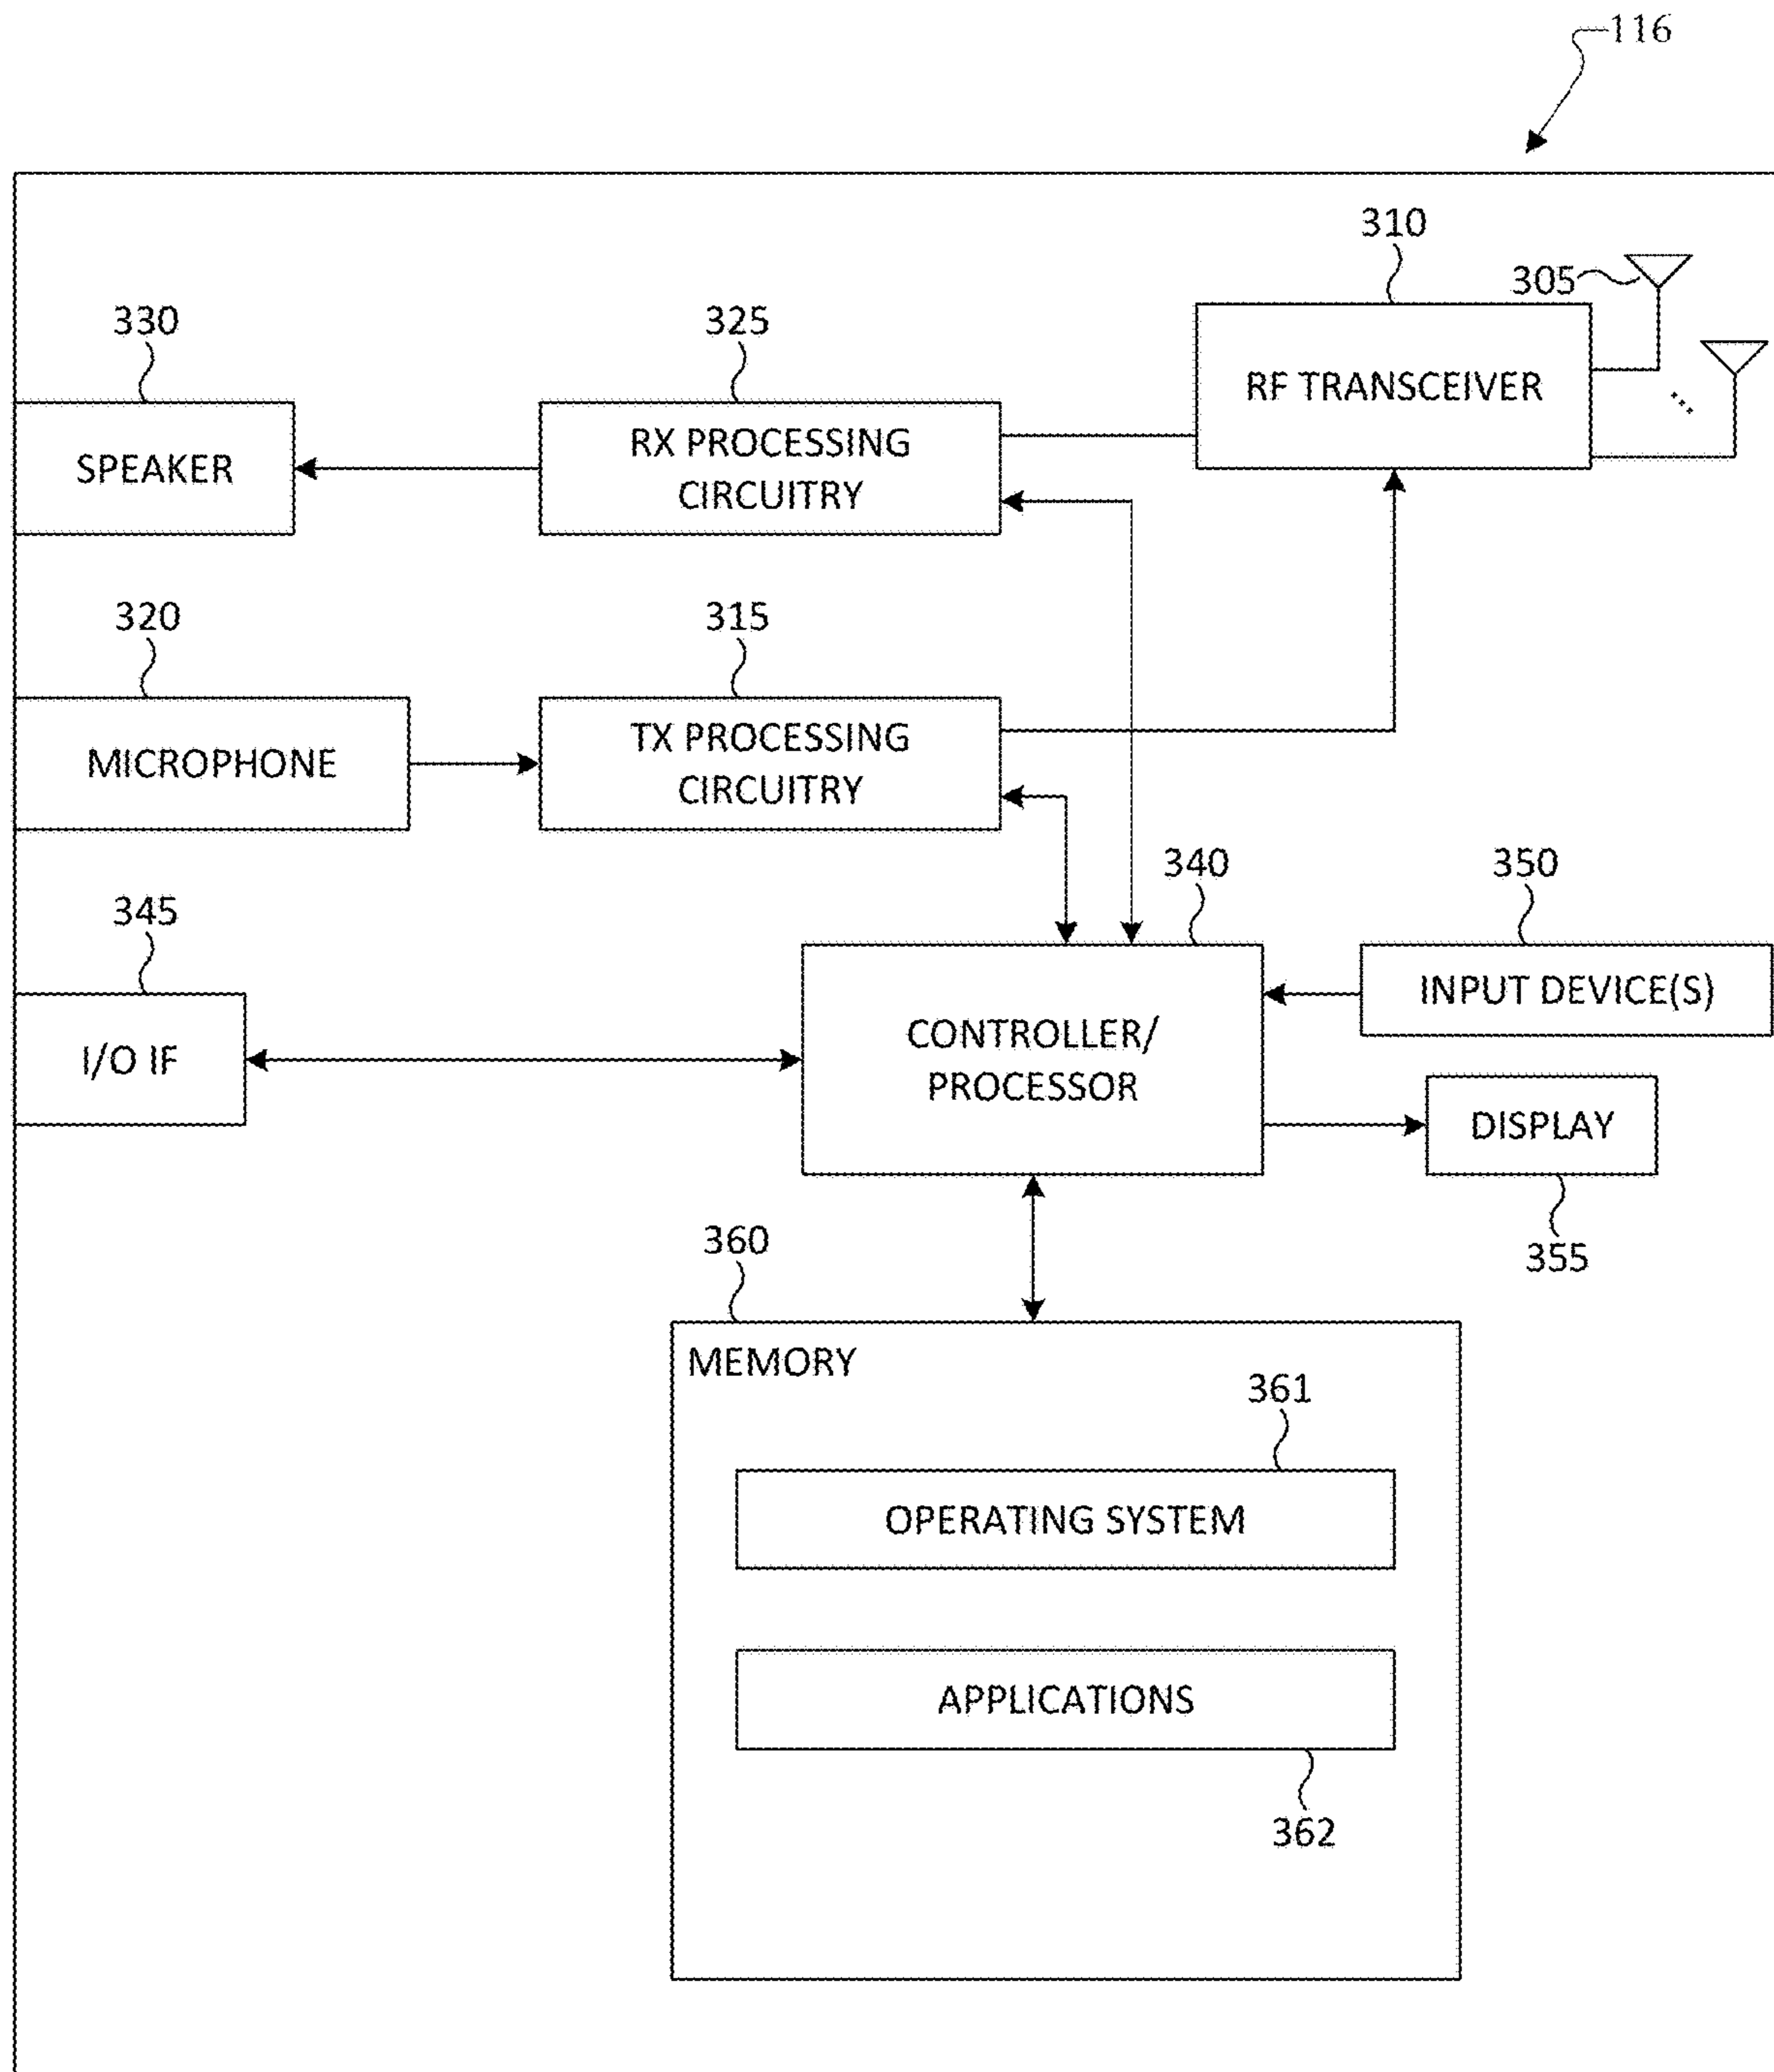 116
310
305
330
325
RF TRANSCEIVER
SPEAKER
RX PROCESSING
CIRCUITRY
320
315
MICROPHONE
TX PROCESSING
CIRCUITRY
345
340
350
I/O IF
CONTROLLER/
PROCESSOR
INPUT DEVICE(S)
DISPLAY
355
360
MEMORY
361
OPERATING SYSTEM
APPLICATIONS
362